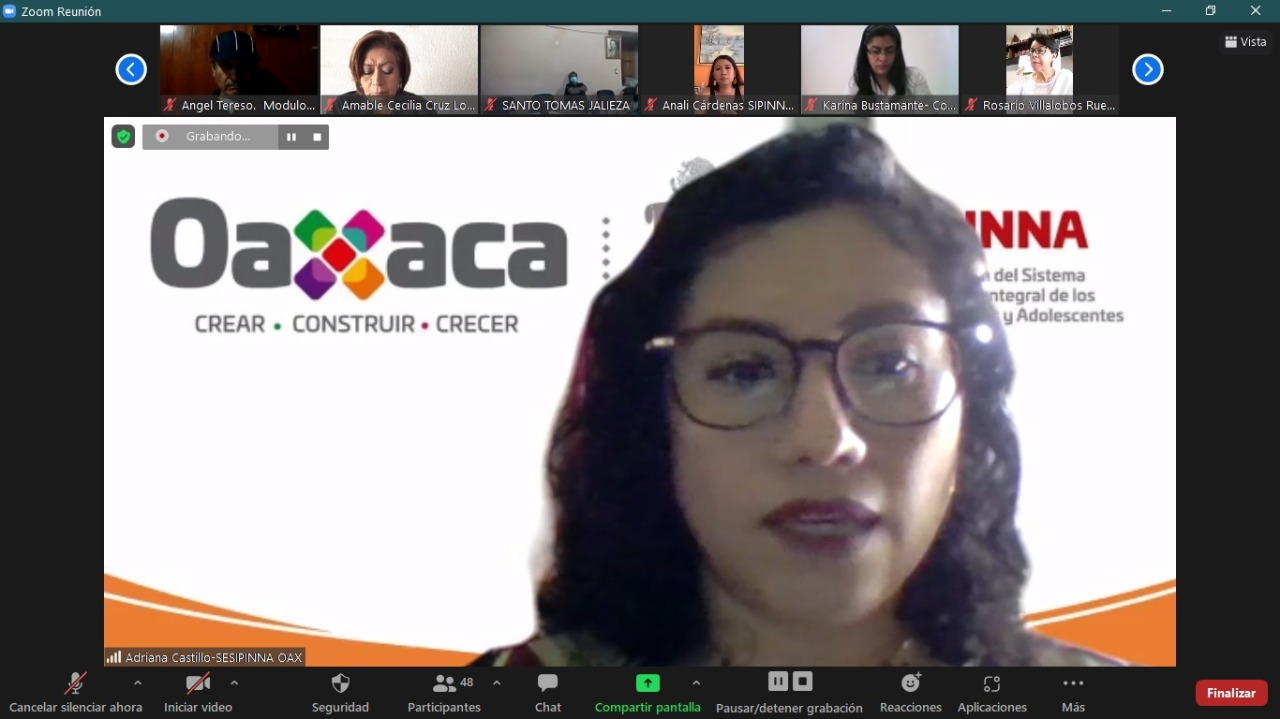 Zoom Reunión
Vista
Angel Tereso. Modulo...
Amable Cecilia Cruz Lo...
SANTO TOMAS JALIEZA
Anali Cárdenas SIPINN...
Karina Bustamante- Co...
Rosario Villalobos Rue...
Grabando...
Oaxaca
CREAR • CONSTRUIR • CRECER
INNA
del Sistema
ntegral de los
y Adolescentes
Adriana Castillo-SESIPINNA OAX
Cancelar silenciar ahora
Iniciar video
Seguridad
48
Participantes
Chat
Compartir pantalla
Pausar/detener grabación
Reacciones
Aplicaciones
Más
Finalizar